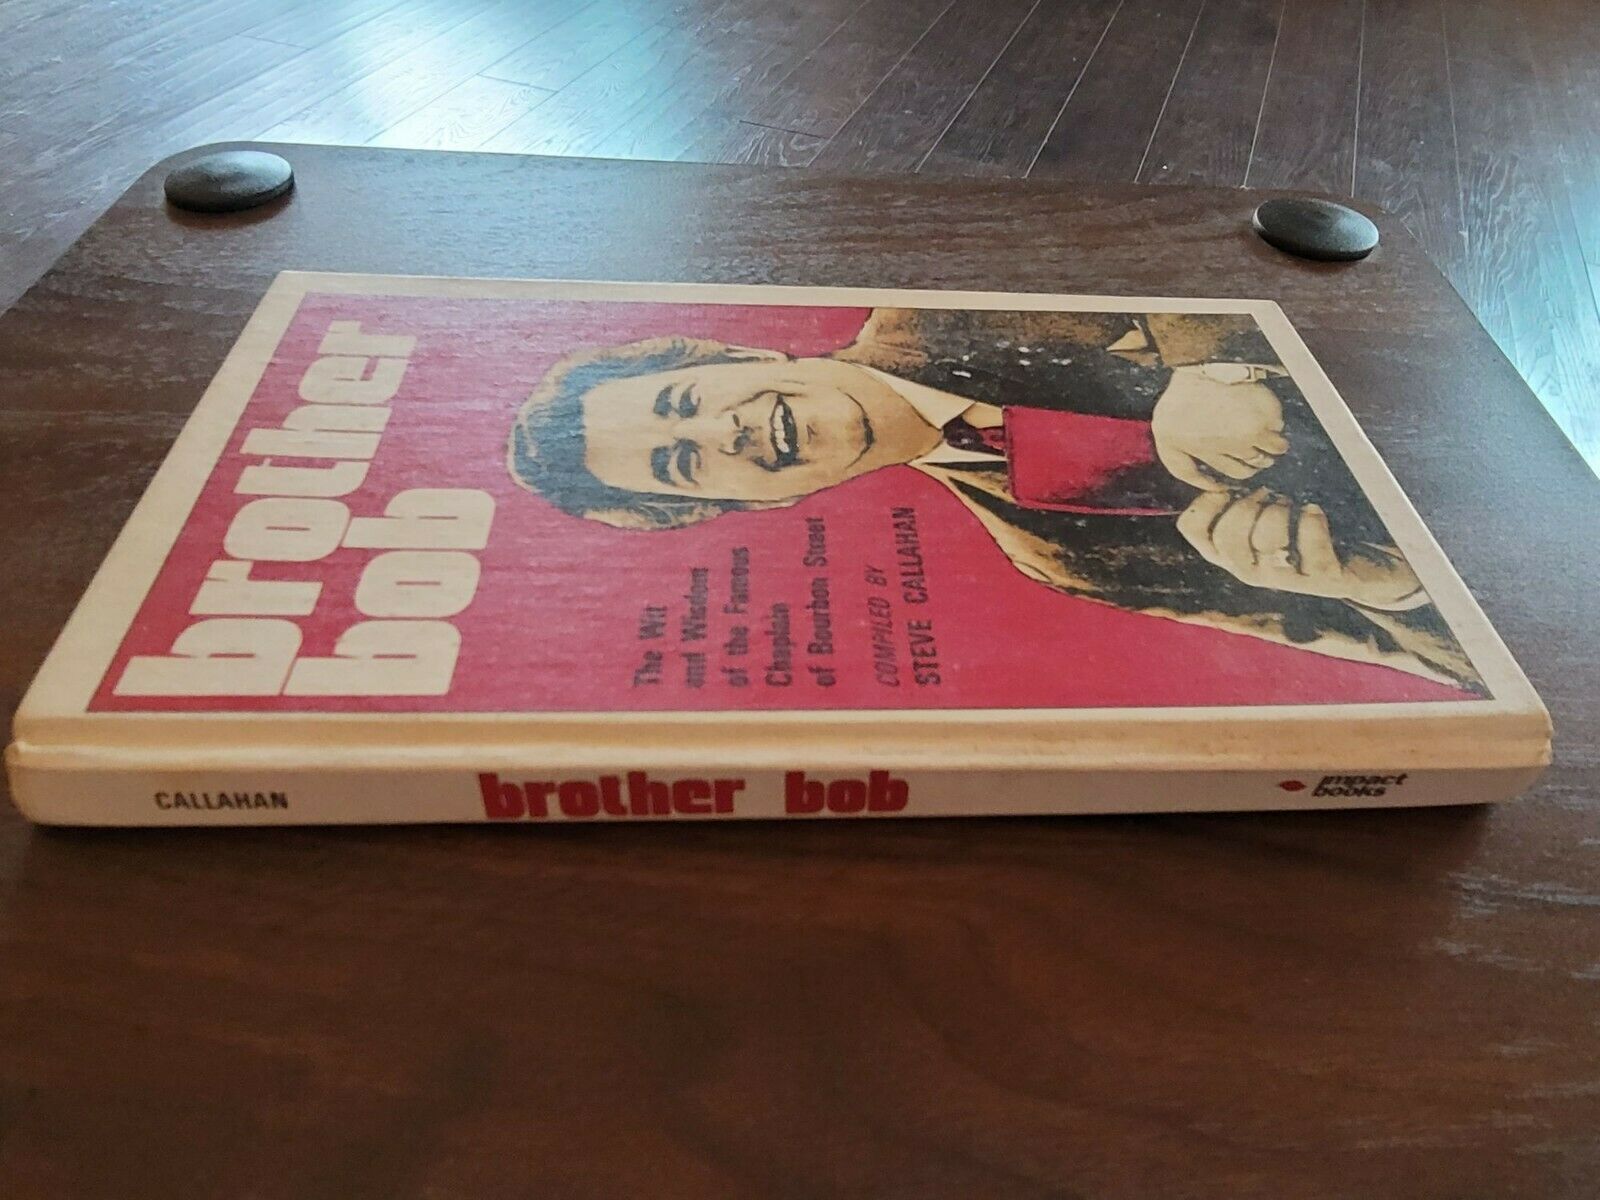 brother
bob
The Wit
and Wisdom
of the Famous
Chaplain
of Bourbon Street
COMPILED BY
STEVE CALLAHAN
CALLAHAN
brother bob
impact
books